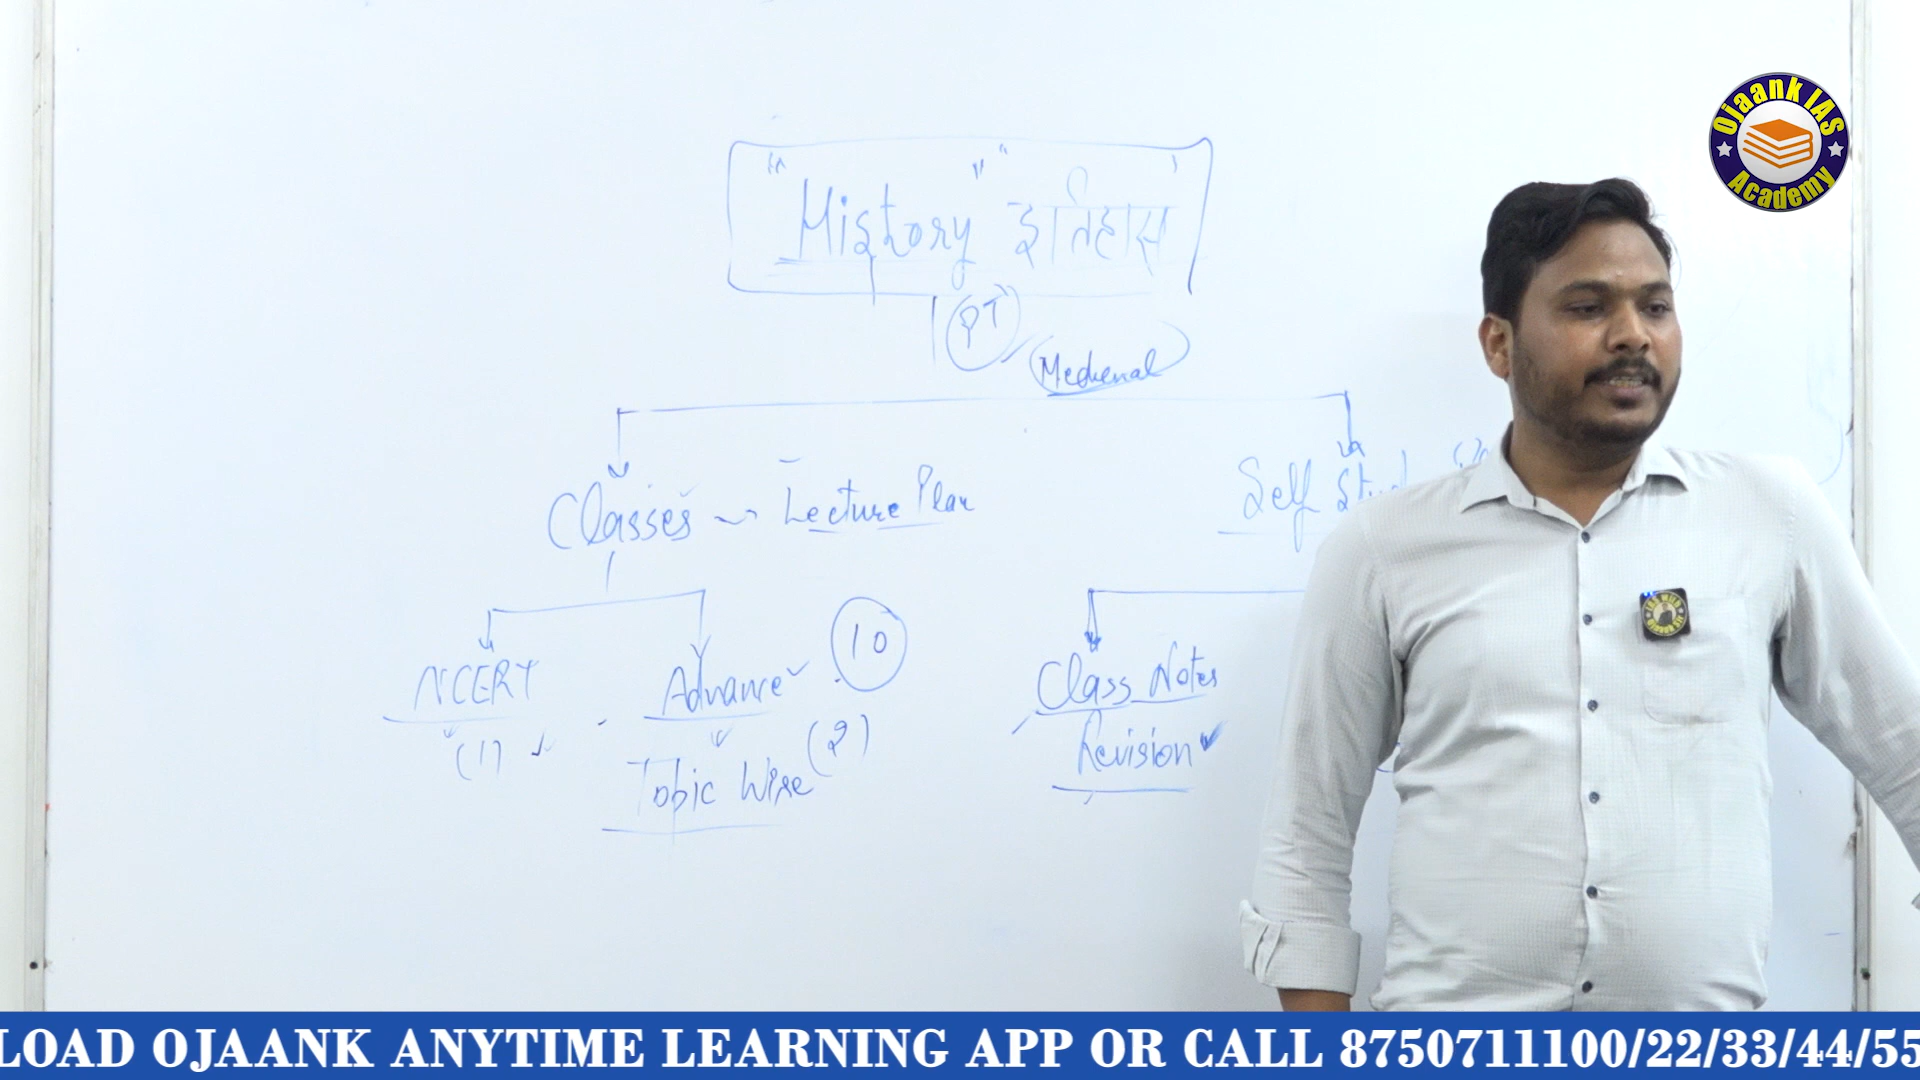 Ojaank IAS
Academy
"History" "इतिहास"
PT
Medieval
Classes → Lecture Plan
Self Stud
NCERT
Advance
10
Class Notes
(1)
Topic Wise (2)
Revision
LOAD OJAANK ANYTIME LEARNING APP OR CALL 8750711100/22/33/44/55